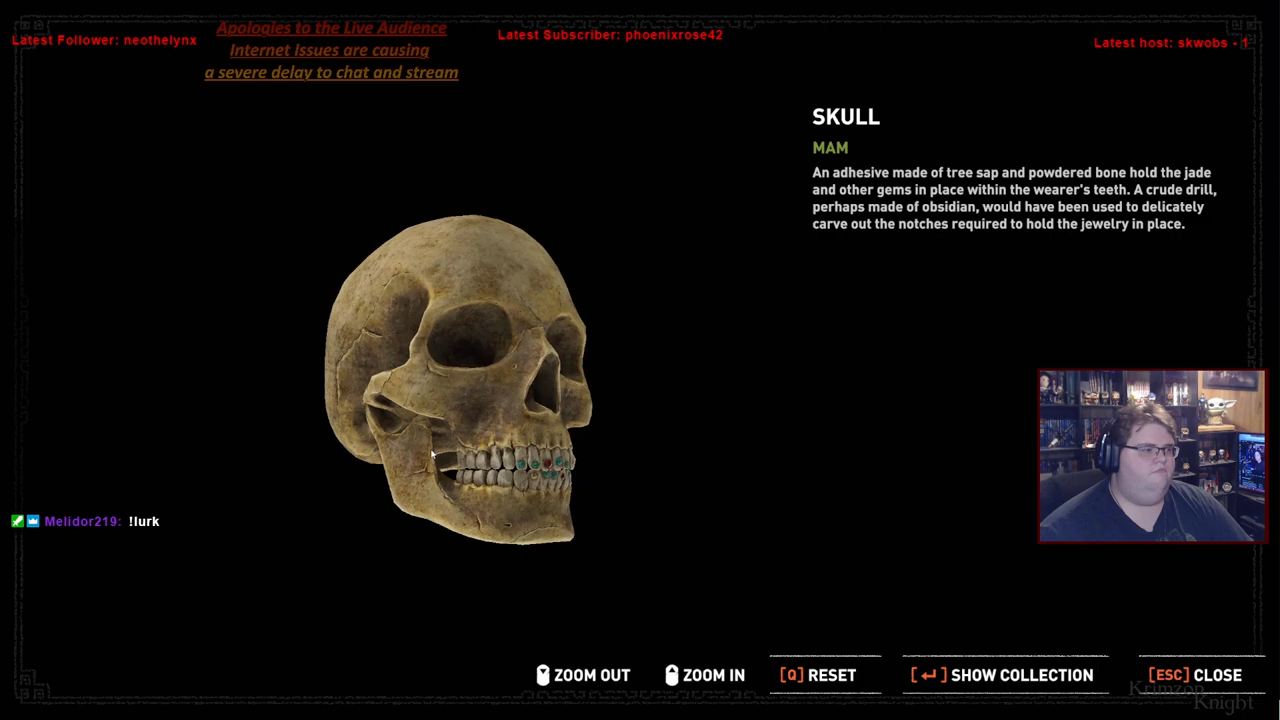 Apologies to the Live Audience
Internet Issues are causing
a severe delay to chat and stream
Latest Follower: neothelynx
Latest Subscriber: phoenixrose42
Latest host: skwobs - 1
SKULL
MAM
An adhesive made of tree sap and powdered bone hold the jade
and other gems in place within the wearer's teeth. A crude drill,
perhaps made of obsidian, would have been used to delicately
carve out the notches required to hold the jewelry in place.
Melidor219: !lurk
ZOOM OUT
ZOOM IN
[Q] RESET
[↵] SHOW COLLECTION
[ESC] CLOSE
Krimzon
Knight